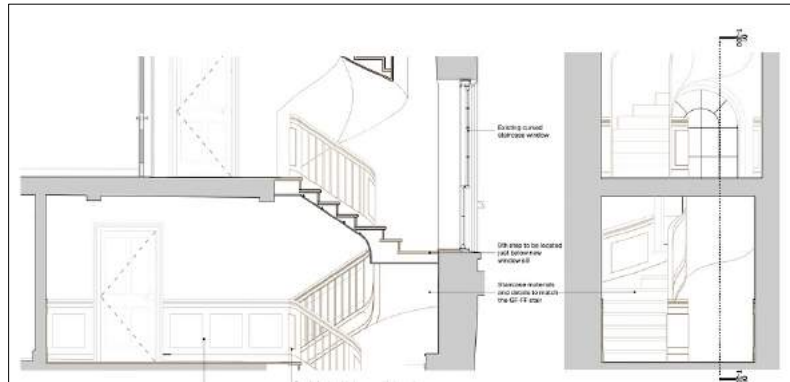 Existing curved
staircase window
9th step to be located
just below new
window sill
Staircase materials
and details to match
the GF-FF stair